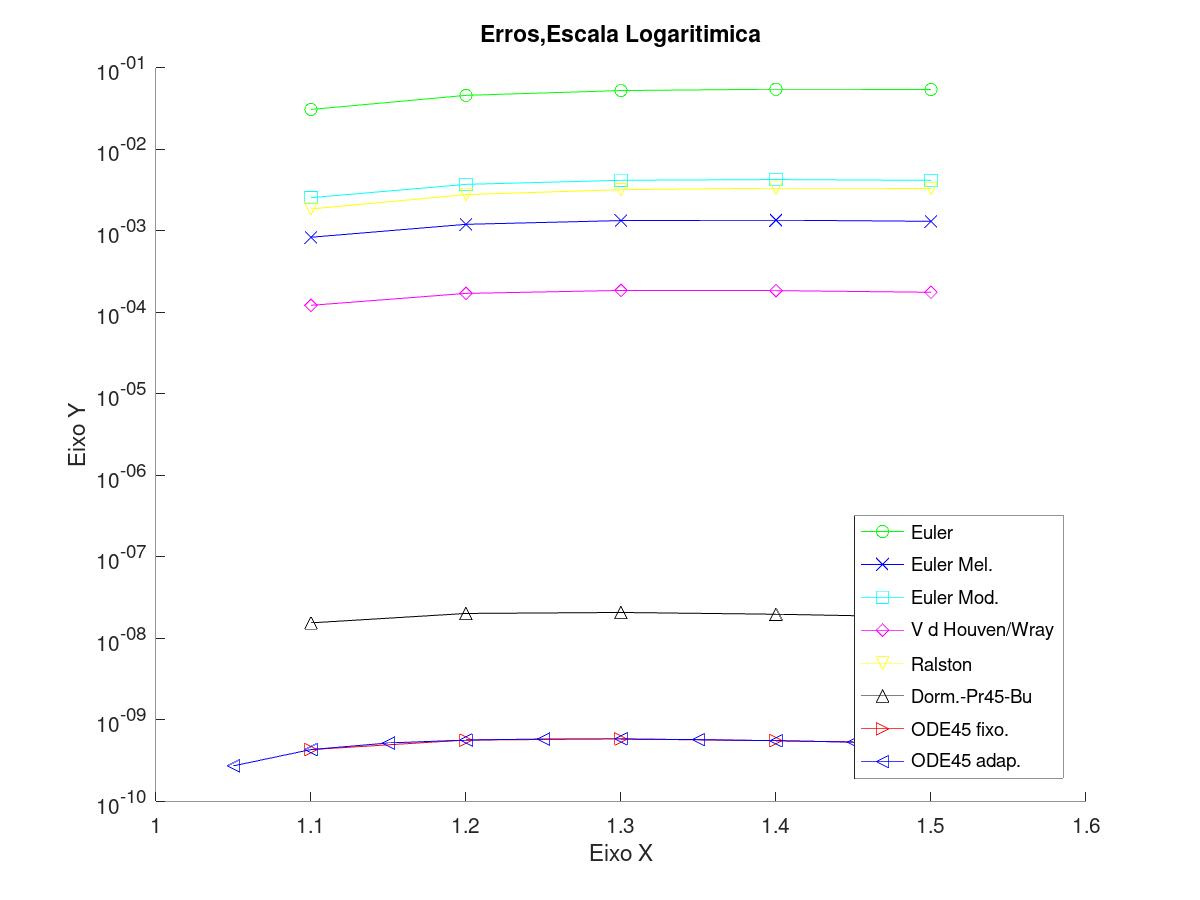 Erros,Escala Logaritimica
10^-01
10^-02
10^-03
10^-04
10^-05
10^-06
10^-07
10^-08
10^-09
10^-10
Eixo Y
1 1.1 1.2 1.3 1.4 1.5 1.6
Eixo X
Euler
Euler Mel.
Euler Mod.
V d Houven/Wray
Ralston
Dorm.-Pr45-Bu
ODE45 fixo.
ODE45 adap.